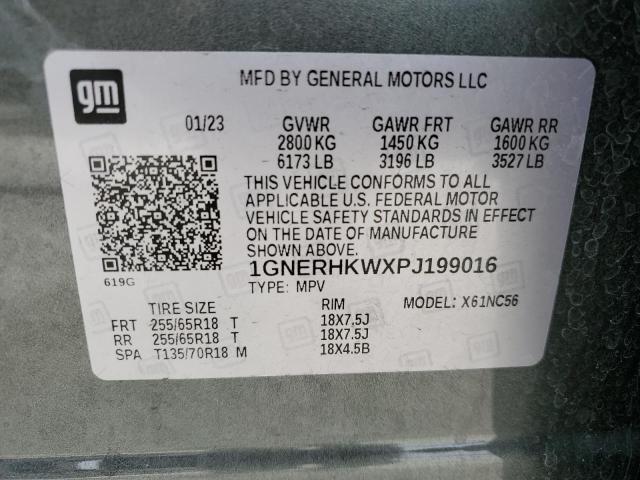 gm
MFD BY GENERAL MOTORS LLC
01/23 GVWR GAWR FRT GAWR RR
2800 KG 1450 KG 1600 KG
6173 LB 3196 LB 3527 LB
THIS VEHICLE CONFORMS TO ALL
APPLICABLE U.S. FEDERAL MOTOR
VEHICLE SAFETY STANDARDS IN EFFECT
ON THE DATE OF MANUFACTURE
SHOWN ABOVE.
619G
1GNERHKWXPJ199016
TYPE: MPV
TIRE SIZE RIM MODEL: X61NC56
FRT 255/65R18 T 18X7.5J
RR 255/65R18 T 18X7.5J
SPA T135/70R18 M 18X4.5B